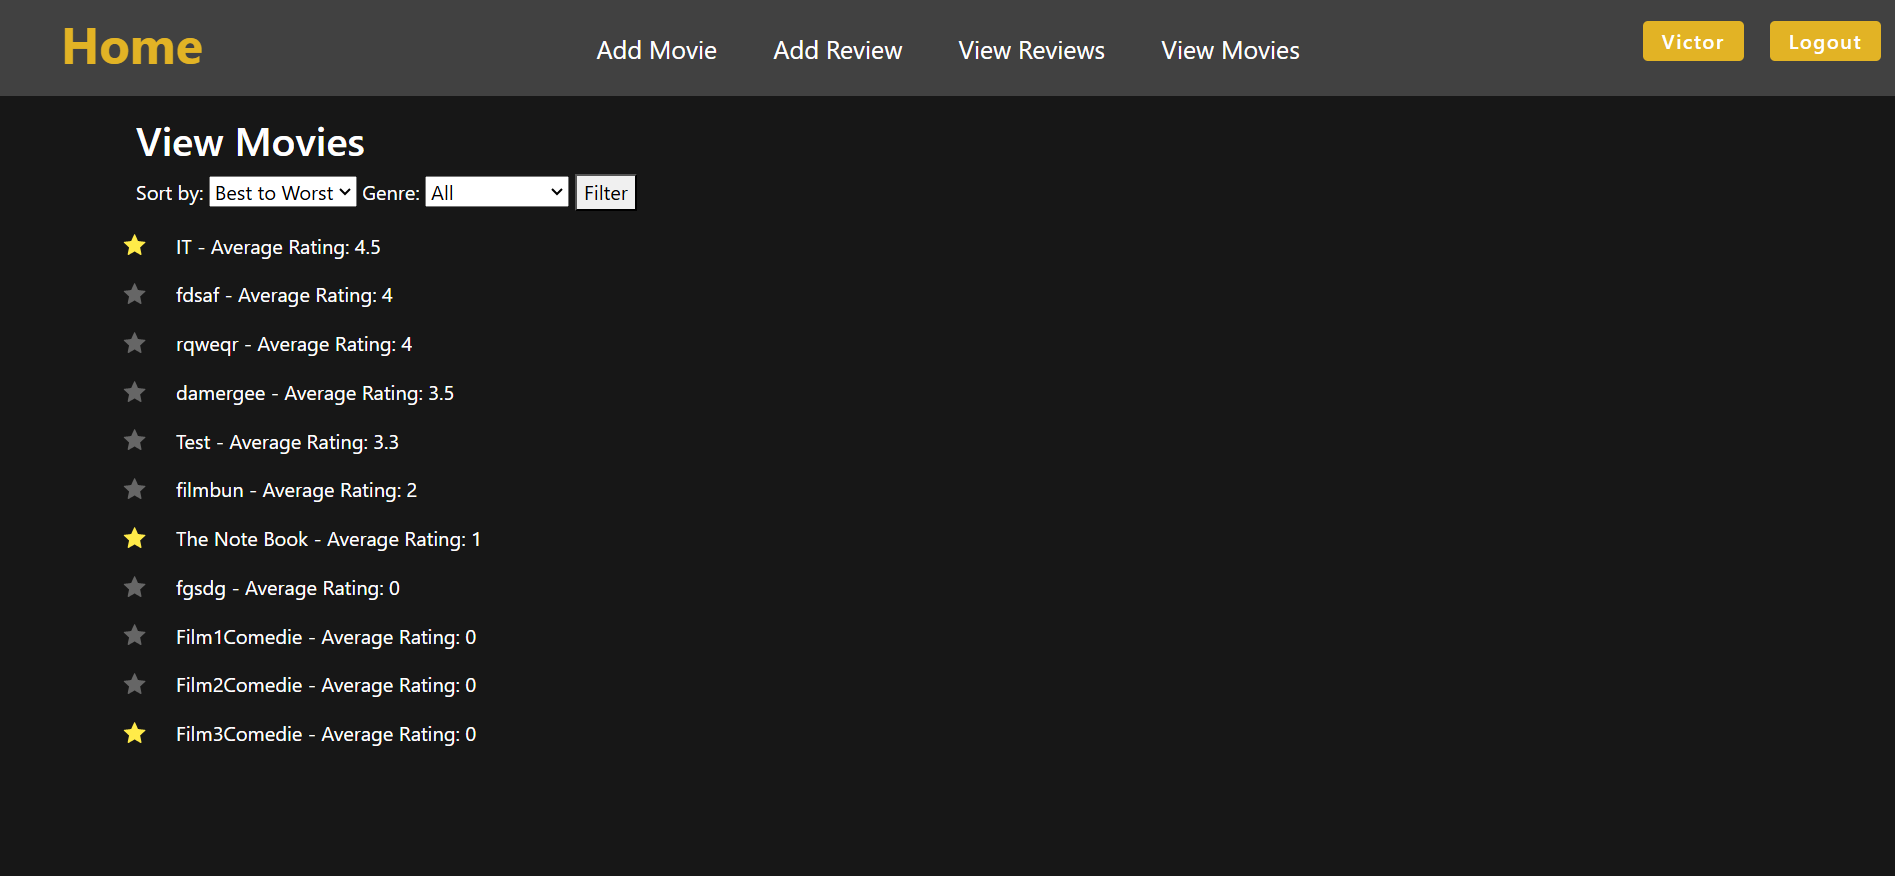 Home Add Movie Add Review View Reviews View Movies Victor Logout
View Movies
Sort by: Best to Worst Genre: All Filter
IT - Average Rating: 4.5
fdsaf - Average Rating: 4
rqweqr - Average Rating: 4
damergee - Average Rating: 3.5
Test - Average Rating: 3.3
filmbun - Average Rating: 2
The Note Book - Average Rating: 1
fgsdg - Average Rating: 0
Film1Comedie - Average Rating: 0
Film2Comedie - Average Rating: 0
Film3Comedie - Average Rating: 0